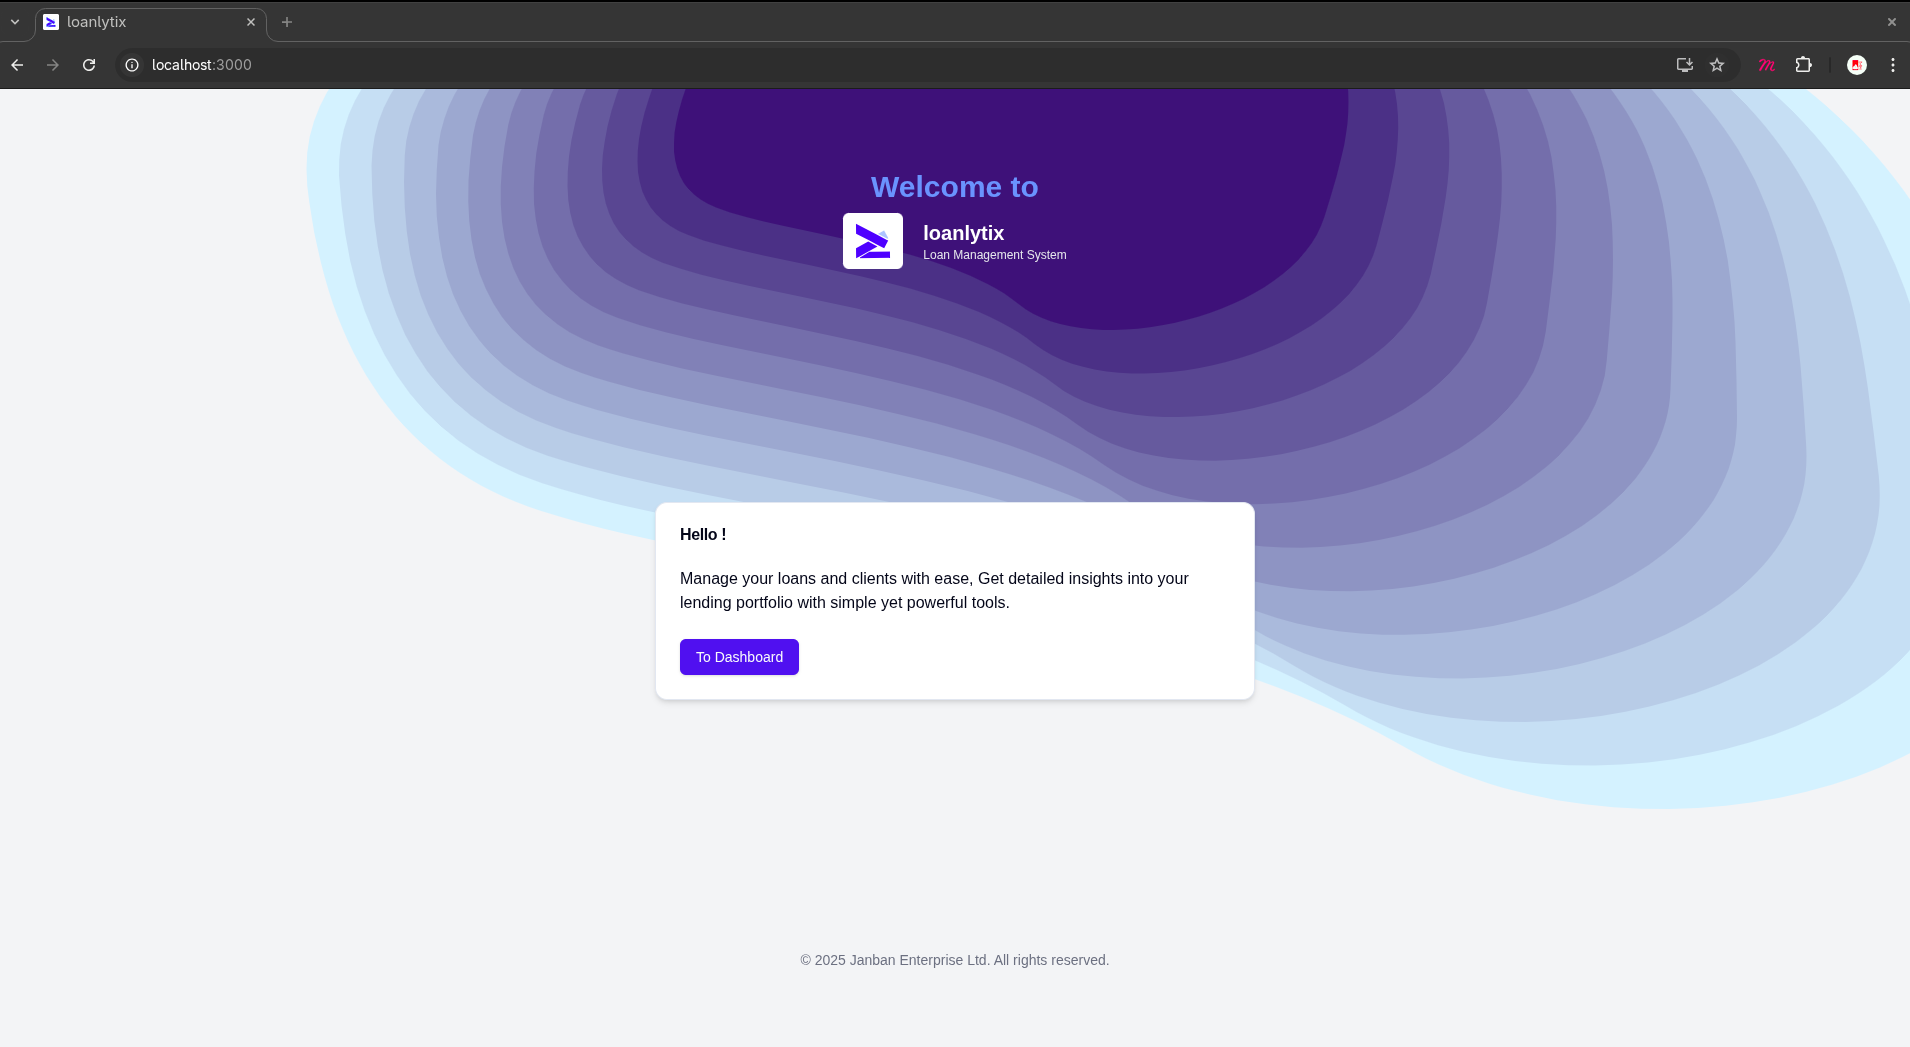 loanlytix
localhost:3000
Welcome to
loanlytix
Loan Management System
Hello !
Manage your loans and clients with ease, Get detailed insights into your
lending portfolio with simple yet powerful tools.
To Dashboard
© 2025 Janban Enterprise Ltd. All rights reserved.